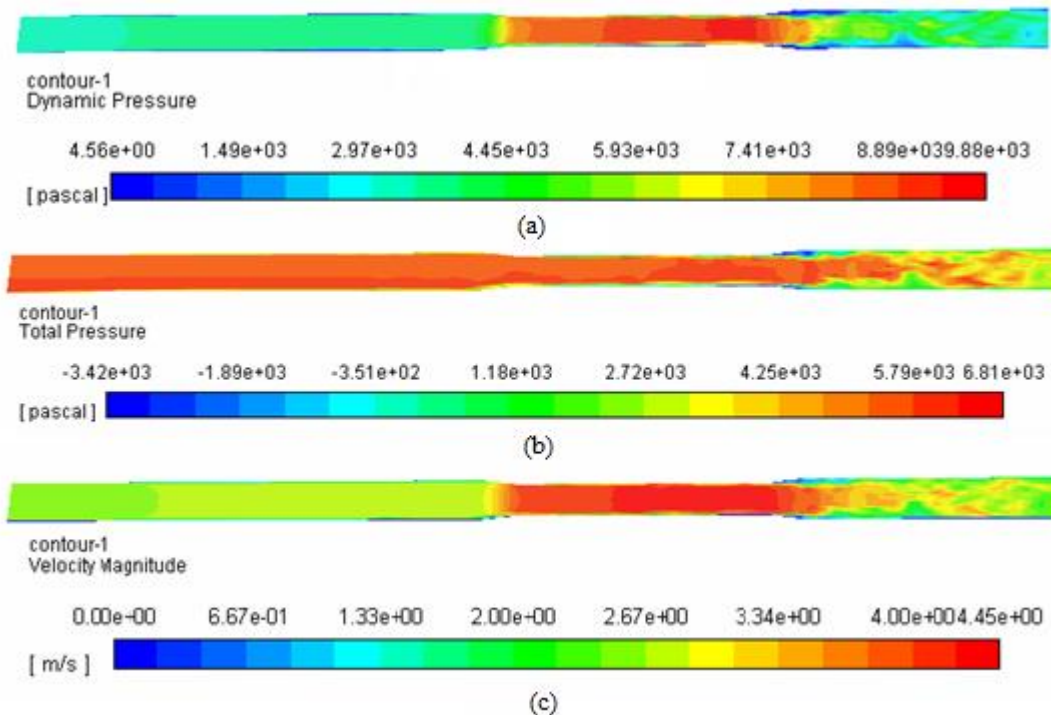 contour-1
Dynamic Pressure
4.56e+00 1.49e+03 2.97e+03 4.45e+03 5.93e+03 7.41e+03 8.89e+039.88e+03
[ pascal ]
(a)
contour-1
Total Pressure
-3.42e+03 -1.89e+03 -3.51e+02 1.18e+03 2.72e+03 4.25e+03 5.79e+03 6.81e+03
[ pascal ]
(b)
contour-1
Velocity Magnitude
0.00e+00 6.67e-01 1.33e+00 2.00e+00 2.67e+00 3.34e+00 4.00e+004.45e+00
[ m/s ]
(c)